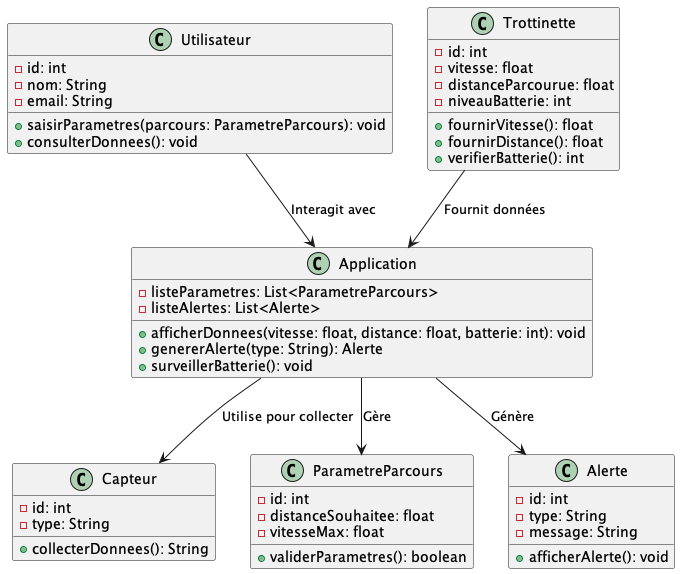 C Utilisateur
id: int
nom: String
email: String
saisirParametres(parcours: ParametreParcours): void
consulterDonnees(): void
C Trottinette
id: int
vitesse: float
distanceParcourue: float
niveauBatterie: int
fournirVitesse(): float
fournirDistance(): float
verifierBatterie(): int
Interagit avec
Fournit données
C Application
listeParametres: List<ParametreParcours>
listeAlertes: List<Alerte>
afficherDonnees(vitesse: float, distance: float, batterie: int): void
genererAlerte(type: String): Alerte
surveillerBatterie(): void
Utilise pour collecter
Gère
Génère
C Capteur
id: int
type: String
collecterDonnees(): String
C ParametreParcours
id: int
distanceSouhaitee: float
vitesseMax: float
validerParametres(): boolean
C Alerte
id: int
type: String
message: String
afficherAlerte(): void